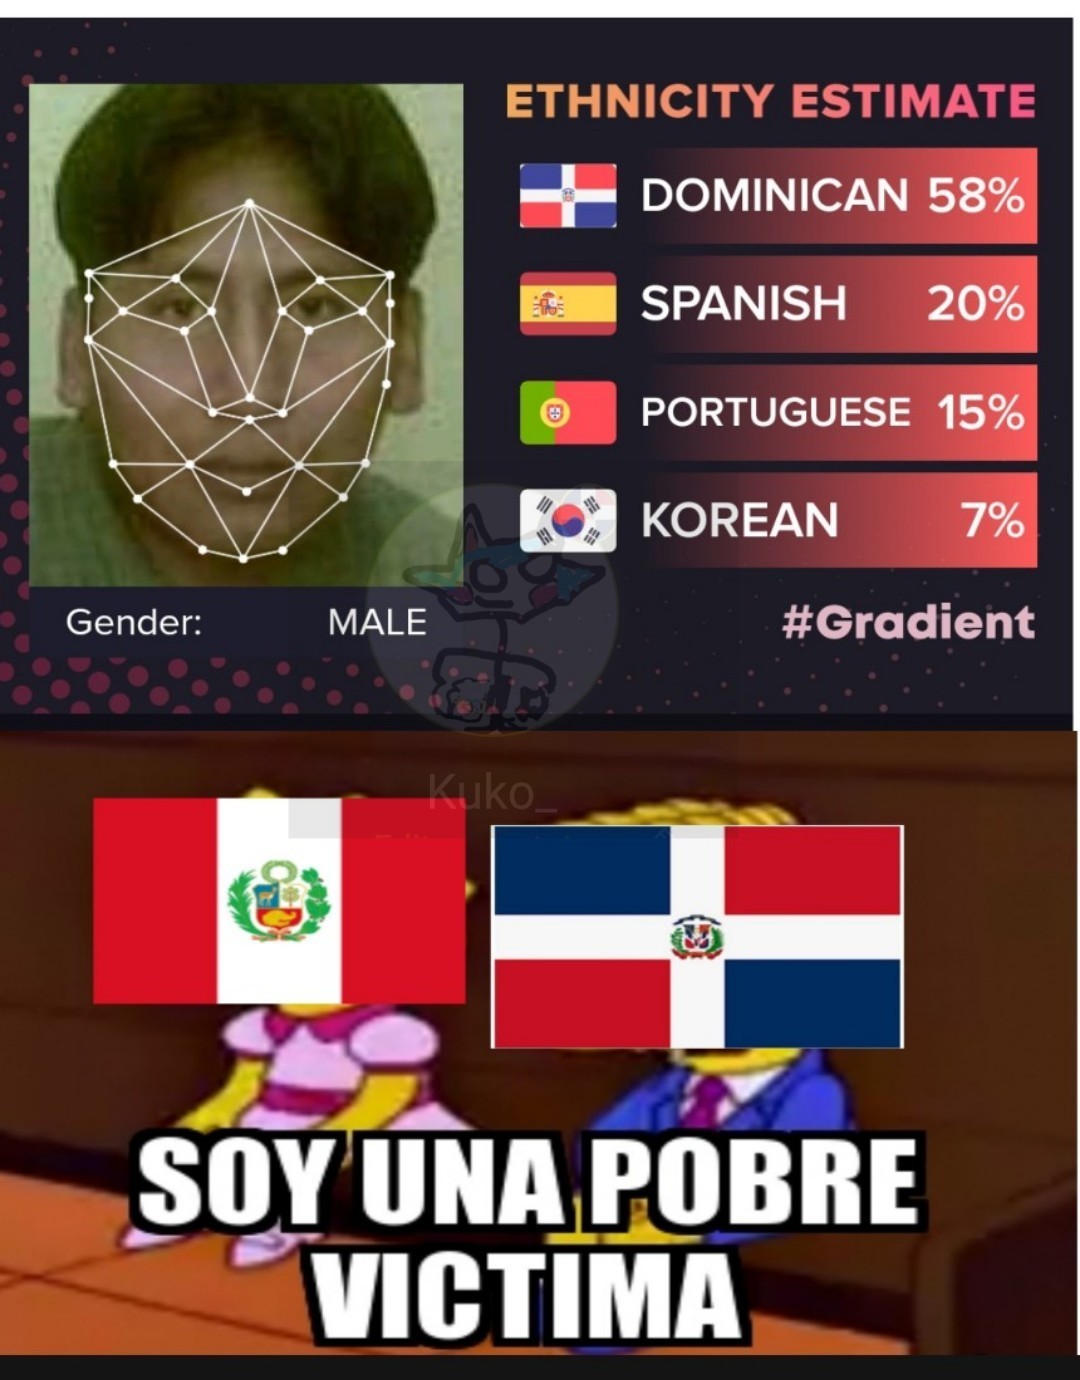 ETHNICITY ESTIMATE
DOMINICAN 58%
SPANISH 20%
PORTUGUESE 15%
KOREAN 7%
Gender: MALE
#Gradient
Kuko_
SOY UNA POBRE
VICTIMA